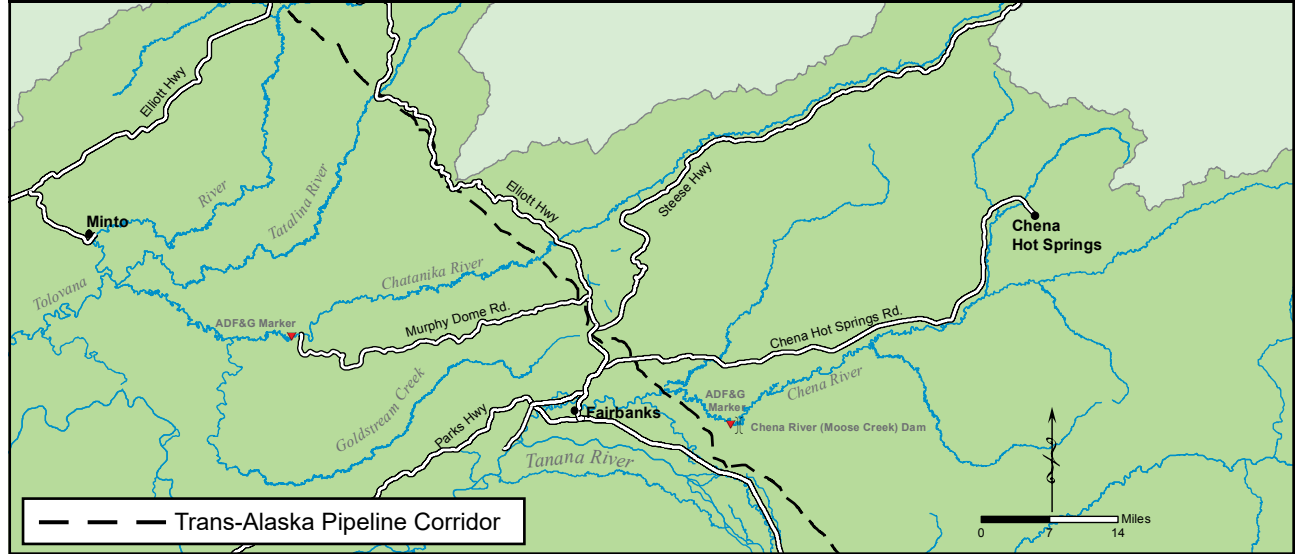 Elliott Hwy
River
Tatalina River
Minto
Elliott Hwy
Steese Hwy
Chena
Hot Springs
Tolovana
Chatanika River
ADF&G Marker
Murphy Dome Rd.
Chena Hot Springs Rd.
Goldstream Creek
Parks Hwy
Fairbanks
ADF&G
Marker
Chena River
Chena River (Moose Creek) Dam
Tanana River
Trans-Alaska Pipeline Corridor
Miles
0 7 14